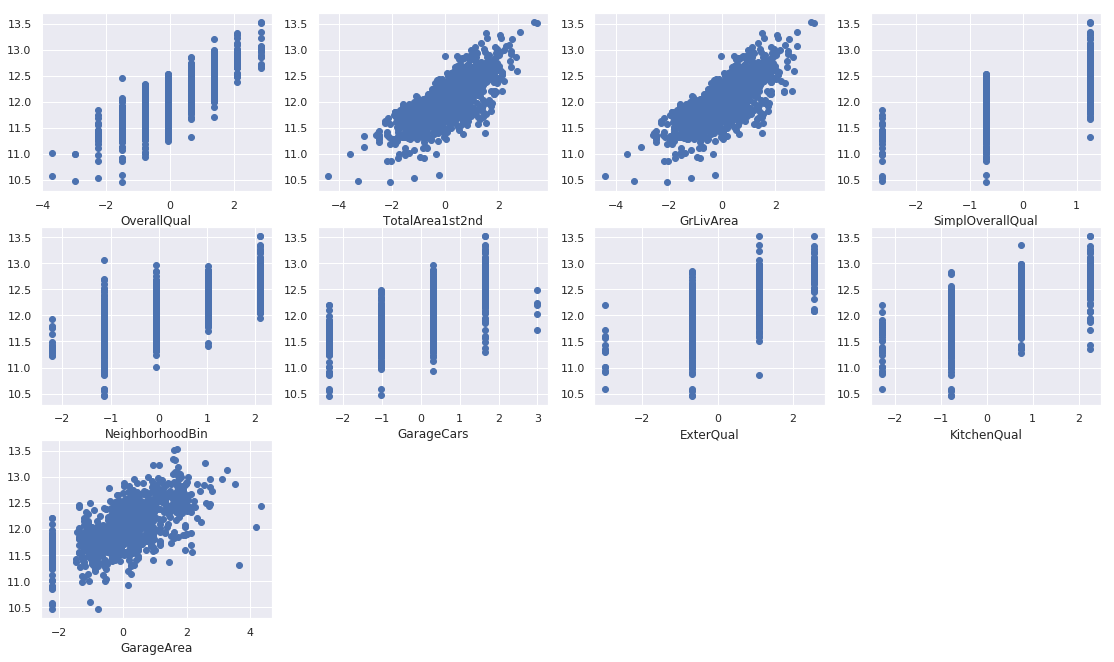 13.5 13.5 13.5 13.5
13.0 13.0 13.0 13.0
12.5 12.5 12.5 12.5
12.0 12.0 12.0 12.0
11.5 11.5 11.5 11.5
11.0 11.0 11.0 11.0
10.5 10.5 10.5 10.5
−4 −2 0 2 −4 −2 0 2 −4 −2 0 2 −2 −1 0 1
OverallQual TotalArea1st2nd GrLivArea SimplOverallQual
13.5 13.5 13.5 13.5
13.0 13.0 13.0 13.0
12.5 12.5 12.5 12.5
12.0 12.0 12.0 12.0
11.5 11.5 11.5 11.5
11.0 11.0 11.0 11.0
10.5 10.5 10.5 10.5
−2 −1 0 1 2 −2 −1 0 1 2 3 −2 0 2 −2 −1 0 1 2
NeighborhoodBin GarageCars ExterQual KitchenQual
13.5
13.0
12.5
12.0
11.5
11.0
10.5
−2 0 2 4
GarageArea